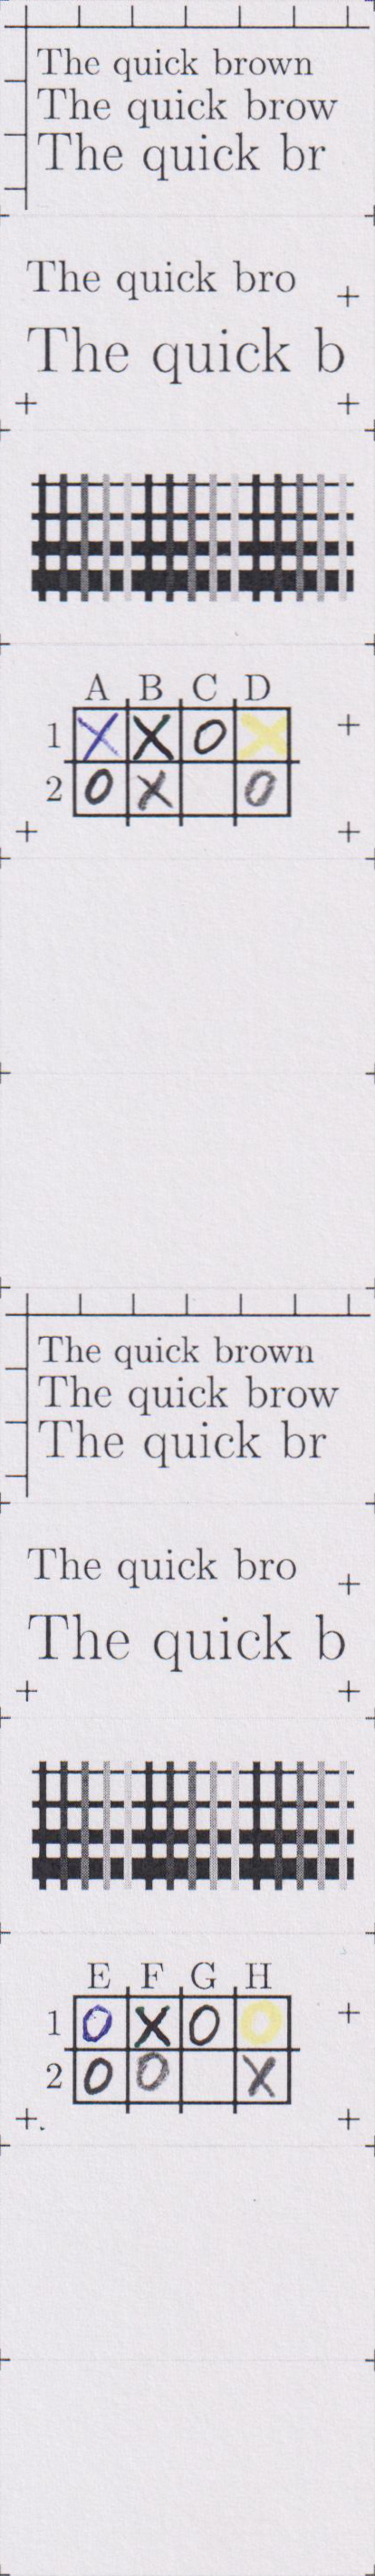 The quick brown
The quick brow
The quick br
The quick bro
The quick b
A B C D
1 X X O X
2 O X O
The quick brown
The quick brow
The quick br
The quick bro
The quick b
E F G H
1 O X O O
2 O O X